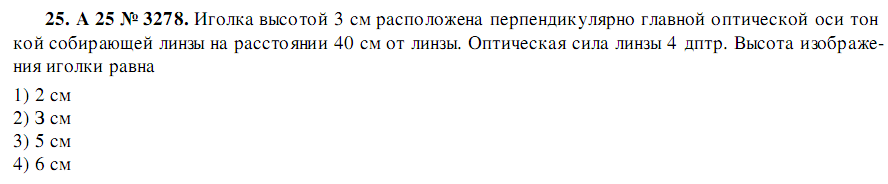 25. А 25 № 3278. Иголка высотой 3 см расположена перпендикулярно главной оптической оси тон
кой собирающей линзы на расстоянии 40 см от линзы. Оптическая сила линзы 4 дптр. Высота изображе-
ния иголки равна
1) 2 см
2) 3 см
3) 5 см
4) 6 см